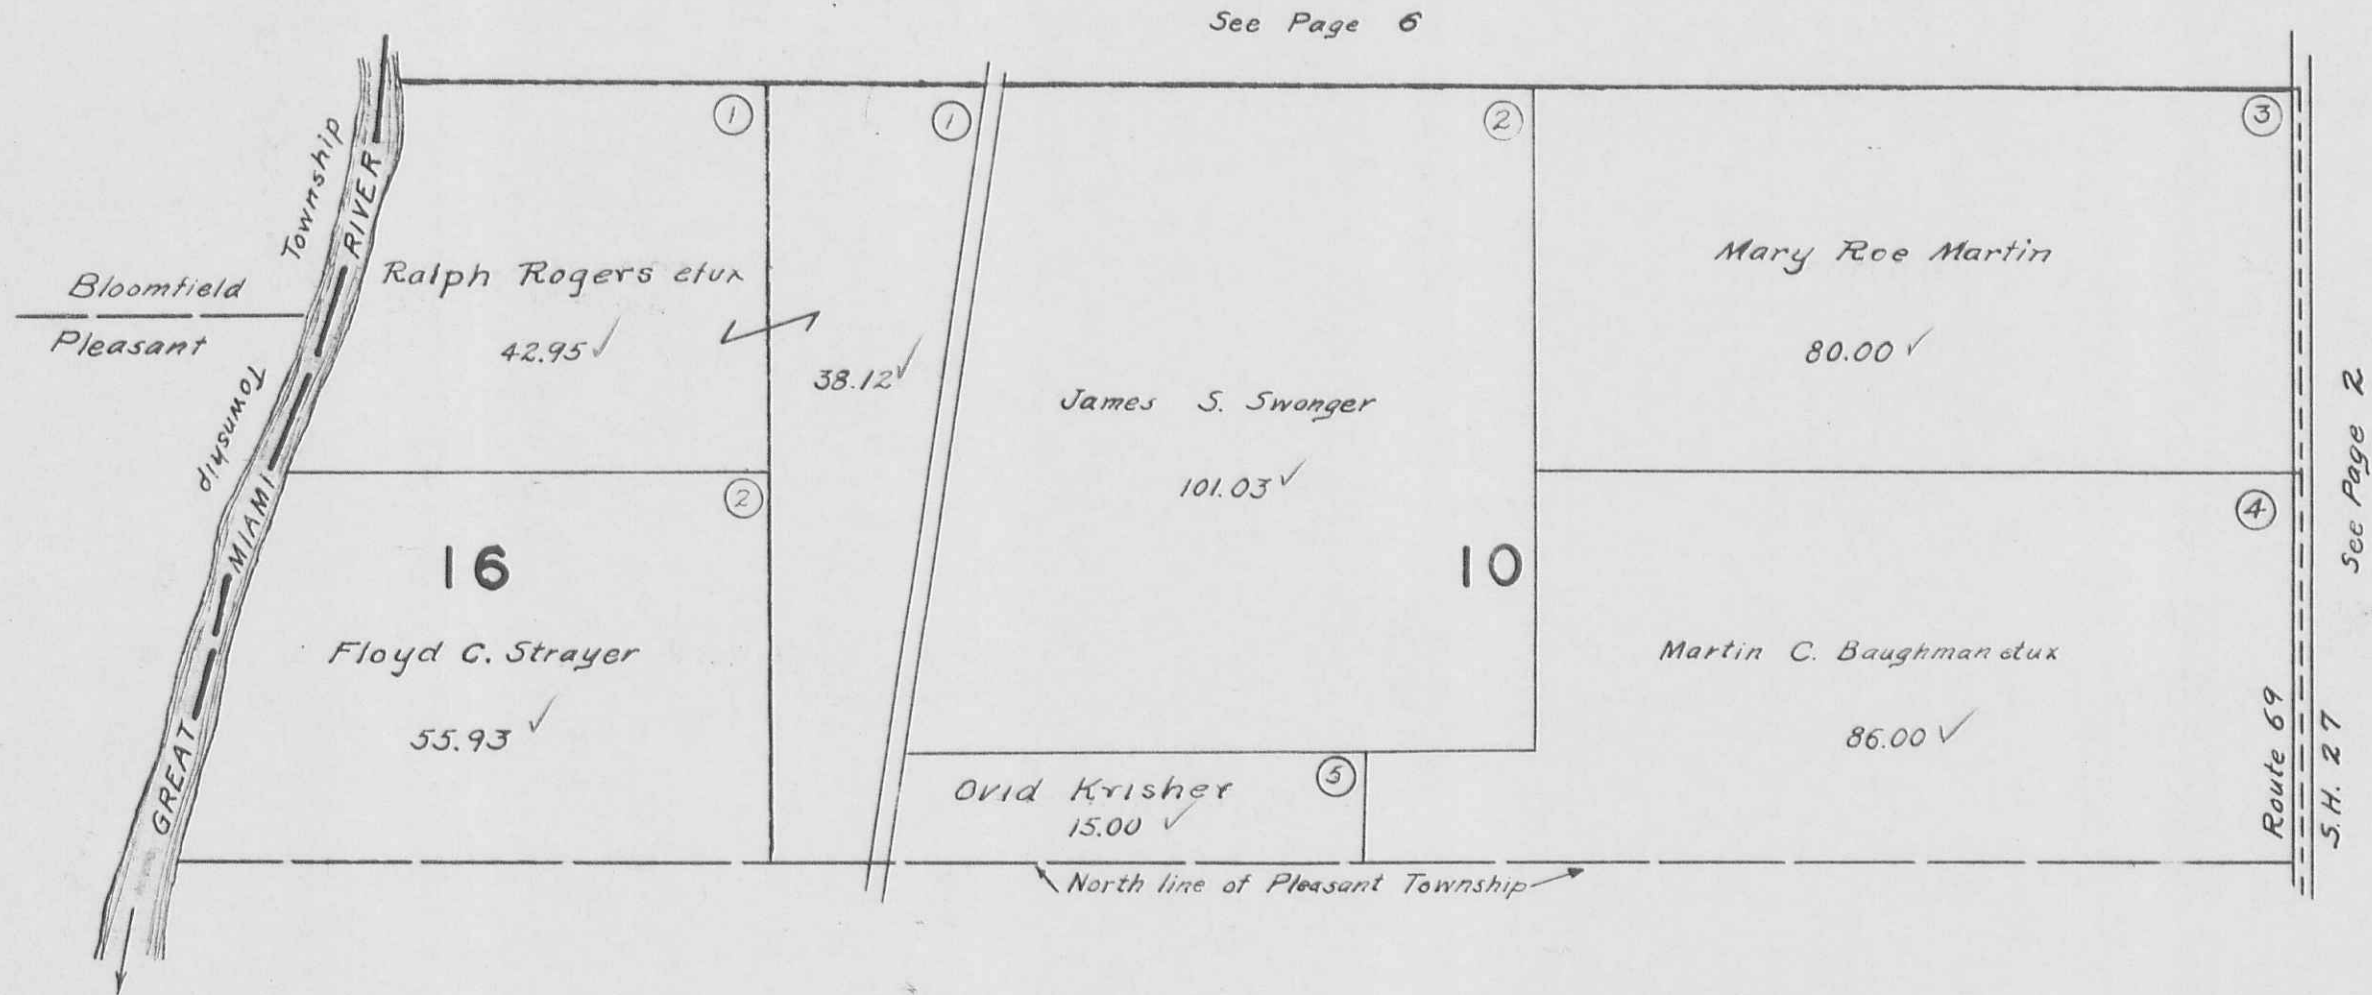 See Page 6
1
1
2
3
Township
RIVER
Bloomfield
Pleasant
Township
MIAMI
GREAT
Ralph Rogers etux
42.95
38.12
James S. Swonger
101.03
Mary Roe Martin
80.00
2
16
Floyd C. Strayer
55.93
10
4
Martin C. Baughman etux
86.00
Ovid Krisher
15.00
5
North line of Pleasant Township
Route 69
S.H. 27
See Page 2